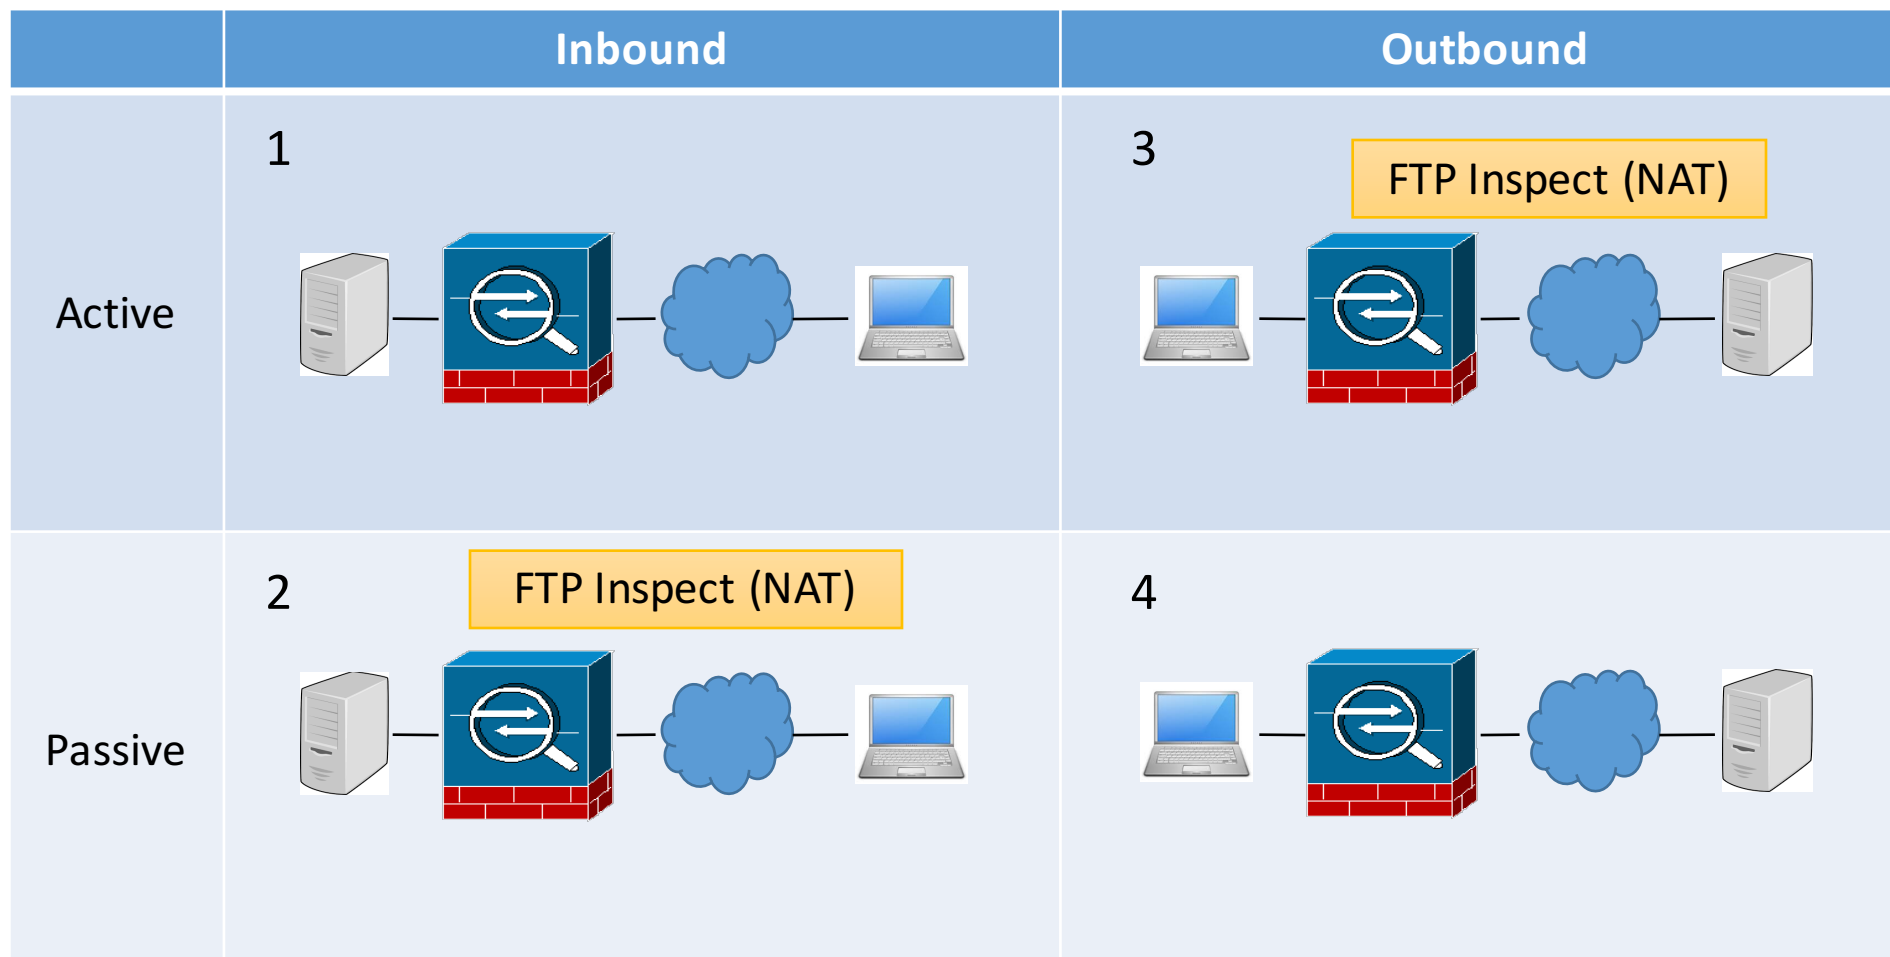 Inbound
Outbound
Active
1
3
FTP Inspect (NAT)
Passive
2
FTP Inspect (NAT)
4